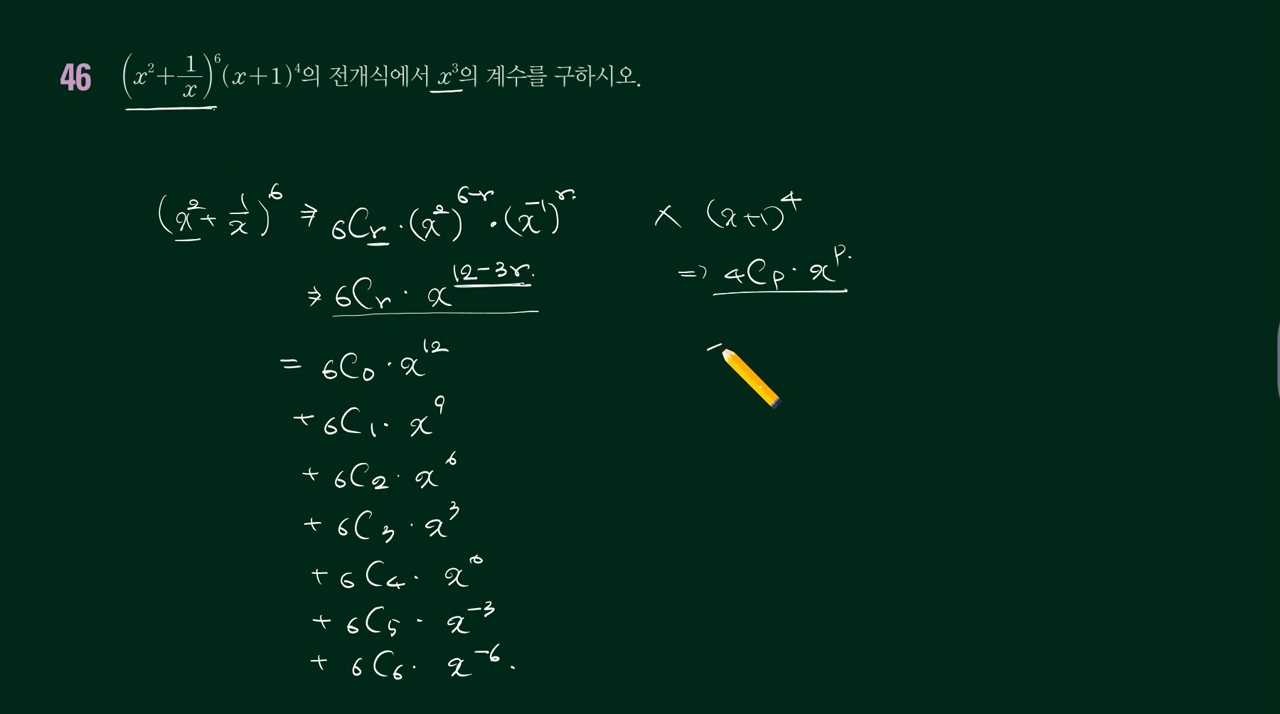 46 (x²+1/x)⁶(x+1)⁴의 전개식에서 x³의 계수를 구하시오.
(x²+1/x)⁶ ⇒ ₆Cᵣ·(x²)⁶⁻ʳ·(x⁻¹)ʳ. × (x+1)⁴
⇒ ₆Cᵣ·x¹²⁻³ʳ. ⇒ ₄Cₚ·xᵖ.
= ₆C₀·x¹²
+ ₆C₁·x⁹
+ ₆C₂·x⁶
+ ₆C₃·x³
+ ₆C₄·x⁰
+ ₆C₅·x⁻³
+ ₆C₆·x⁻⁶.